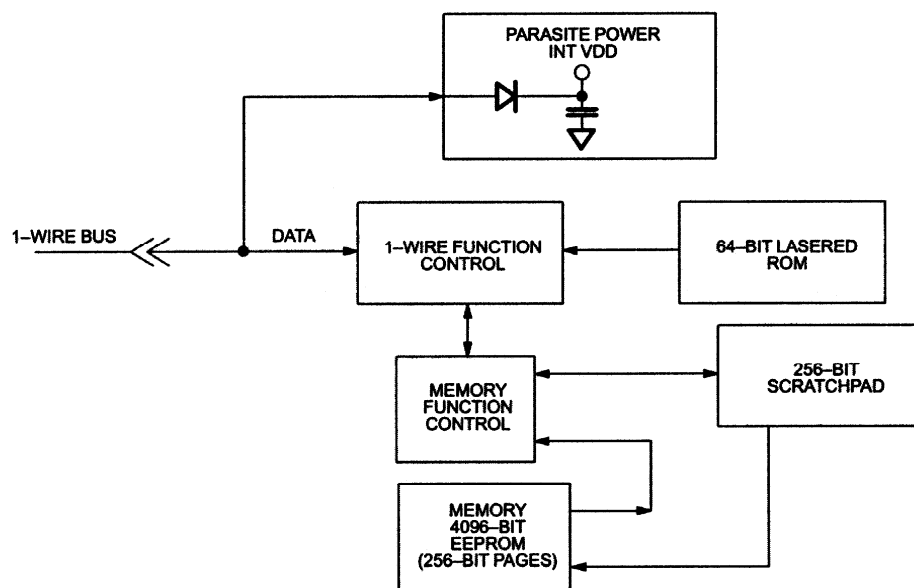 PARASITE POWER
INT VDD
1–WIRE BUS
DATA
1–WIRE FUNCTION
CONTROL
64–BIT LASERED
ROM
MEMORY
FUNCTION
CONTROL
256–BIT
SCRATCHPAD
MEMORY
4096–BIT
EEPROM
(256–BIT PAGES)